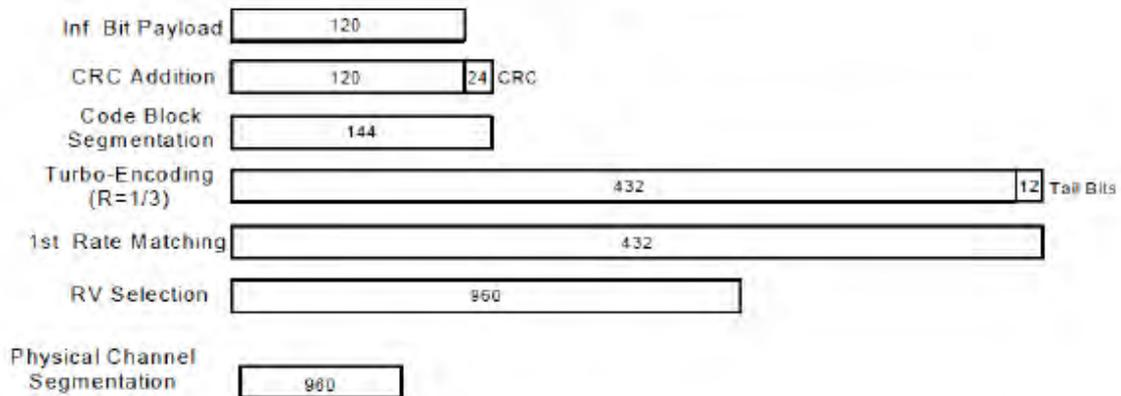 Inf. Bit Payload 120
CRC Addition 120 24 CRC
Code Block
Segmentation 144
Turbo-Encoding
(R=1/3) 432 12 Tail Bits
1st Rate Matching 432
RV Selection 960
Physical Channel
Segmentation 960